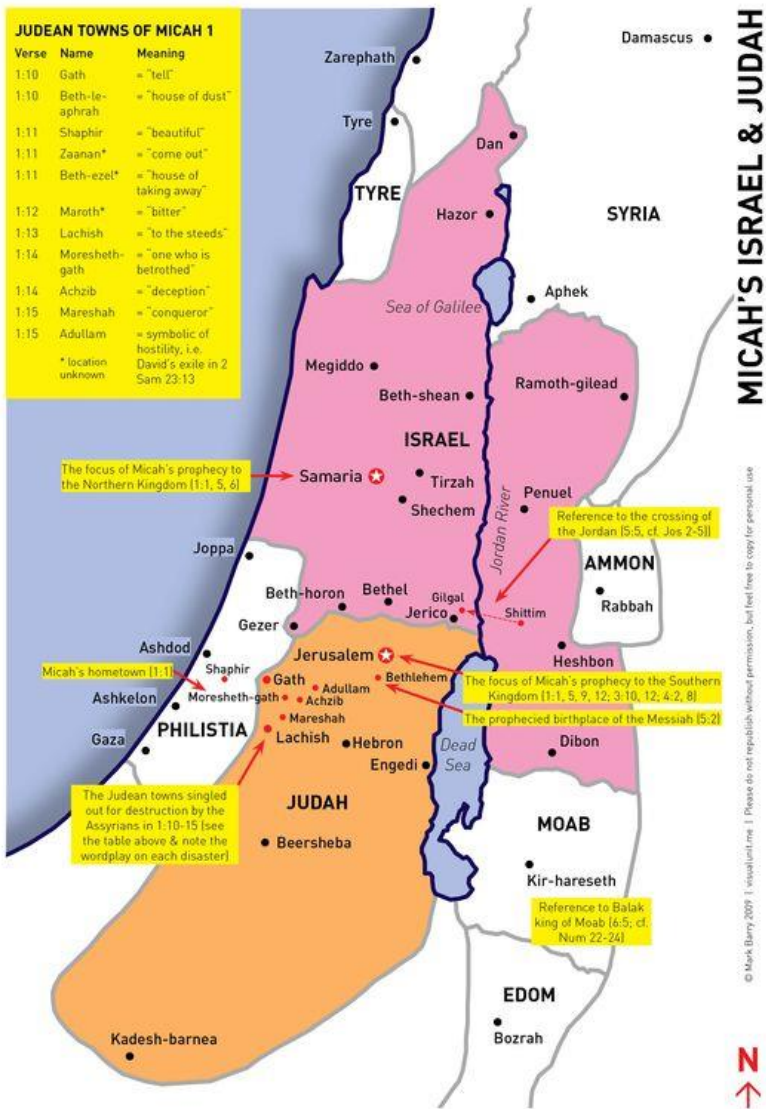 JUDEAN TOWNS OF MICAH 1
Verse Name Meaning
1:10 Gath = "tell"
1:10 Beth-le-aphrah = "house of dust"
1:11 Shaphir = "beautiful"
1:11 Zaanan* = "come out"
1:11 Beth-ezel* = "house of taking away"
1:12 Maroth* = "bitter"
1:13 Lachish = "to the steeds"
1:14 Moresheth-gath = "one who is betrothed"
1:14 Achzib = "deception"
1:15 Mareshah = "conqueror"
1:15 Adullam = symbolic of hostility, i.e. David's exile in 2 Sam 23:13
* location unknown
MICAH'S ISRAEL & JUDAH
Damascus
Zarephath
Tyre
Dan
TYRE
Hazor
SYRIA
Sea of Galilee
Aphek
Megiddo
Ramoth-gilead
Beth-shean
ISRAEL
The focus of Micah's prophecy to
the Northern Kingdom (1:1, 5, 6)
Samaria
Tirzah
Shechem
Penuel
Jordan River
Reference to the crossing of
the Jordan (5:5, cf. Jos 2-5))
Joppa
AMMON
Rabbah
Beth-horon
Bethel
Gilgal
Jerico
Shittim
Gezer
Ashdod
Jerusalem
Heshbon
Micah's hometown (1:1)
Shaphir
Gath
Bethlehem
The focus of Micah's prophecy to the Southern
Kingdom (1:1, 5, 9, 12; 3:10, 12; 4:2, 8)
Moresheth-gath
Adullam
Achzib
Ashkelon
Mareshah
The prophecied birthplace of the Messiah (5:2)
PHILISTIA
Lachish
Gaza
Hebron
Dead
Sea
Dibon
Engedi
The Judean towns singled
out for destruction by the
Assyrians in 1:10-15 (see
the table above & note the
wordplay on each disaster)
JUDAH
MOAB
Beersheba
Kir-hareseth
Reference to Balak
king of Moab (6:5; cf.
Num 22-24)
EDOM
Bozrah
Kadesh-barnea
© Mark Barry 2009 | visualunit.me | Please do not republish without permission, but feel free to copy for personal use
N